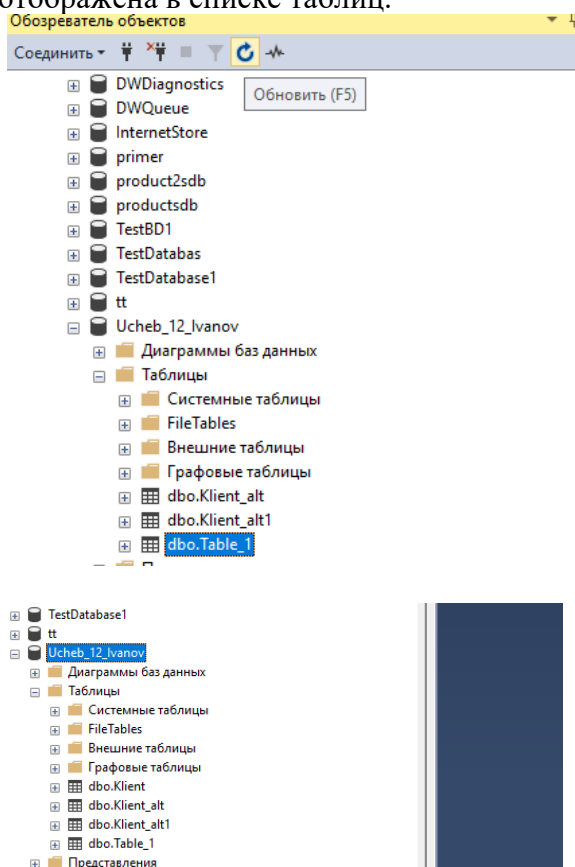 отображена в списке таблиц.
Обозреватель объектов
Соединить
DWDiagnostics
Обновить (F5)
DWQueue
InternetStore
primer
product2sdb
productsdb
TestBD1
TestDatabas
TestDatabase1
tt
Ucheb_12_Ivanov
Диаграммы баз данных
Таблицы
Системные таблицы
FileTables
Внешние таблицы
Графовые таблицы
dbo.Klient_alt
dbo.Klient_alt1
dbo.Table_1
TestDatabase1
tt
Ucheb_12_Ivanov
Диаграммы баз данных
Таблицы
Системные таблицы
FileTables
Внешние таблицы
Графовые таблицы
dbo.Klient
dbo.Klient_alt
dbo.Klient_alt1
dbo.Table_1
Представления